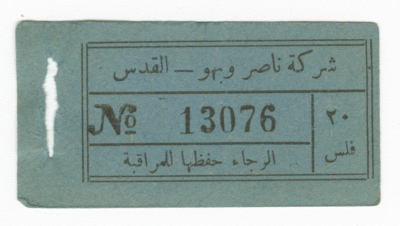 شركة ناصر وبهو - القدس
№ 13076
٢٠
فلس
الرجاء حفظها للمراقبة